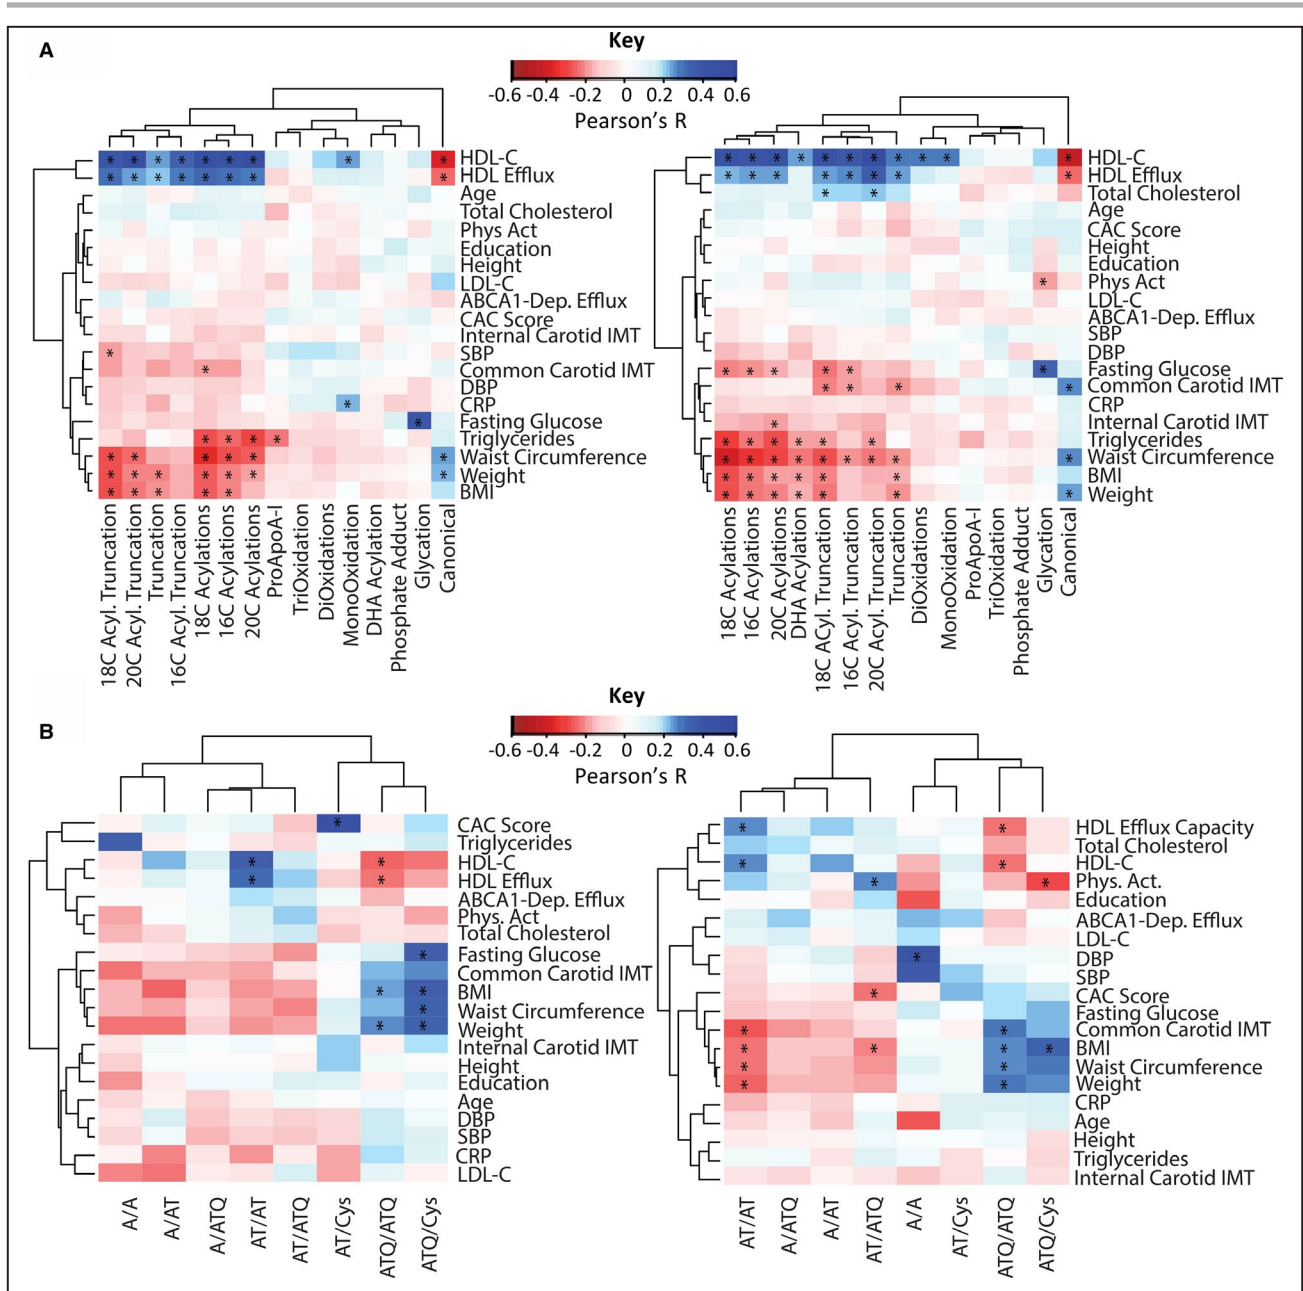 A
Key
-0.6 -0.4 -0.2 0 0.2 0.4 0.6
Pearson's R
HDL-C
HDL Efflux
Age
Total Cholesterol
Phys Act
Education
Height
LDL-C
ABCA1-Dep. Efflux
CAC Score
Internal Carotid IMT
SBP
Common Carotid IMT
DBP
CRP
Fasting Glucose
Triglycerides
Waist Circumference
Weight
BMI
18C Acyl. Truncation
20C Acyl. Truncation
Truncation
16C Acyl. Truncation
18C Acylations
16C Acylations
20C Acylations
ProApoA-I
TriOxidation
DiOxidations
MonoOxidation
DHA Acylation
Phosphate Adduct
Glycation
Canonical
HDL-C
HDL Efflux
Total Cholesterol
Age
CAC Score
Height
Education
Phys Act
LDL-C
ABCA1-Dep. Efflux
SBP
DBP
Fasting Glucose
Common Carotid IMT
CRP
Internal Carotid IMT
Triglycerides
Waist Circumference
BMI
Weight
18C Acylations
16C Acylations
20C Acylations
DHA Acylation
18C ACyl. Truncation
16C Acyl. Truncation
20C Acyl. Truncation
Truncation
DiOxidations
MonoOxidation
ProApoA-I
TriOxidation
Phosphate Adduct
Glycation
Canonical
B
Key
-0.6 -0.4 -0.2 0 0.2 0.4 0.6
Pearson's R
CAC Score
Triglycerides
HDL-C
HDL Efflux
ABCA1-Dep. Efflux
Phys. Act
Total Cholesterol
Fasting Glucose
Common Carotid IMT
BMI
Waist Circumference
Weight
Internal Carotid IMT
Height
Education
Age
DBP
SBP
CRP
LDL-C
A/A
A/AT
A/ATQ
AT/AT
AT/ATQ
AT/Cys
ATQ/ATQ
ATQ/Cys
HDL Efflux Capacity
Total Cholesterol
HDL-C
Phys. Act.
Education
ABCA1-Dep. Efflux
LDL-C
DBP
SBP
CAC Score
Fasting Glucose
Common Carotid IMT
BMI
Waist Circumference
Weight
CRP
Age
Height
Triglycerides
Internal Carotid IMT
AT/AT
A/ATQ
A/AT
AT/ATQ
A/A
AT/Cys
ATQ/ATQ
ATQ/Cys